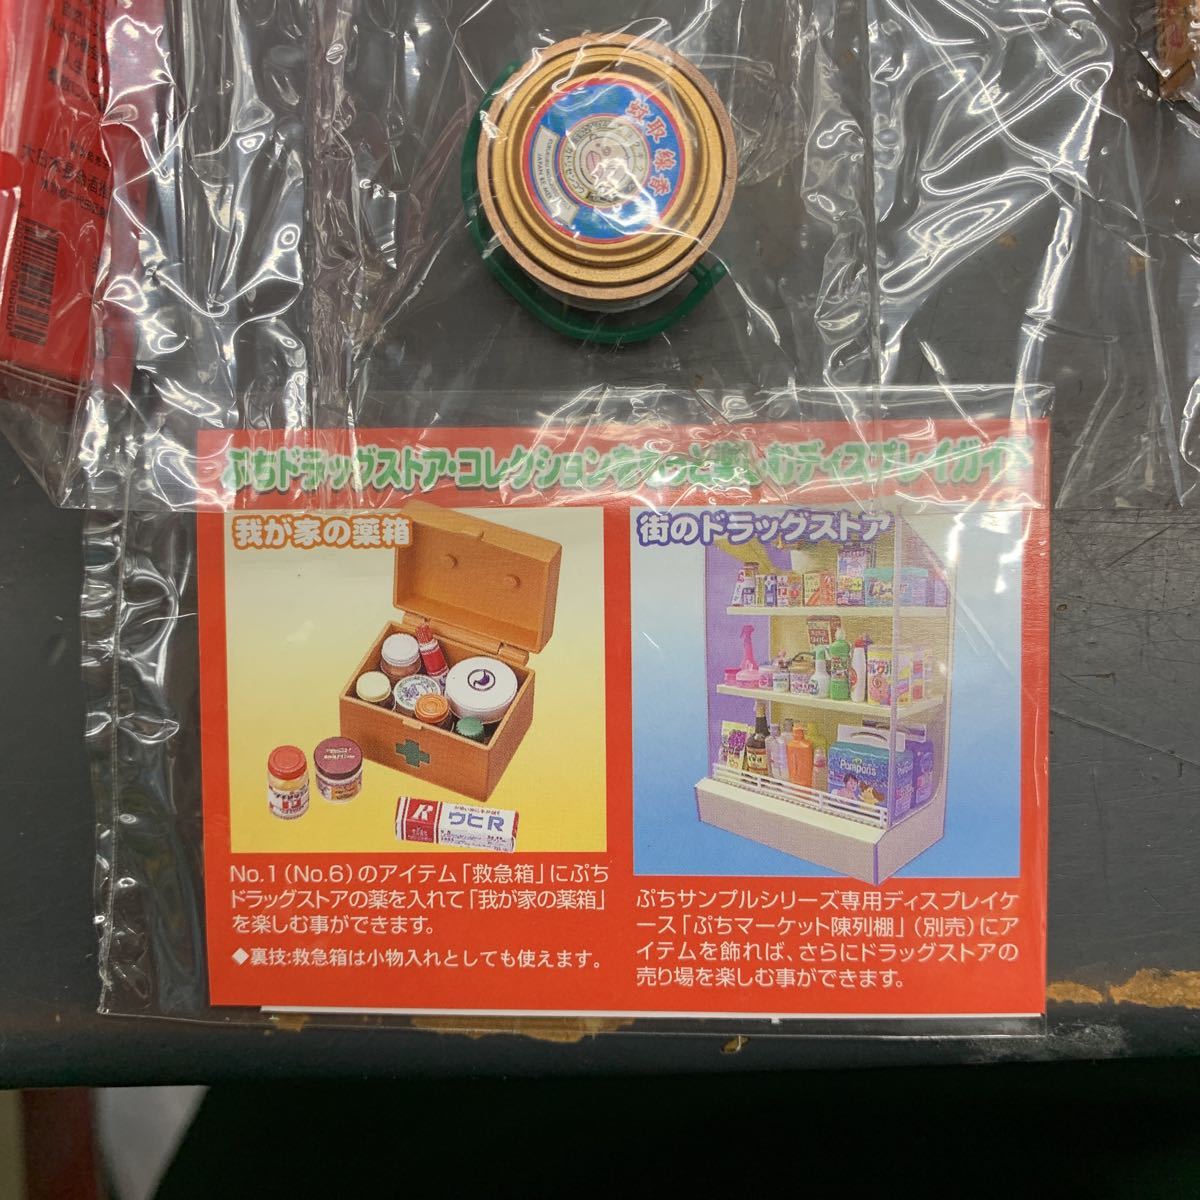 蚊取線香
ぷちドラッグストア・コレクションをもっと楽しむディスプレイガイド
我が家の薬箱
No.1(No.6)のアイテム「救急箱」にぷち
ドラッグストアの薬を入れて「我が家の薬箱」
を楽しむ事ができます。
◆裏技:救急箱は小物入れとしても使えます。
ウヒR
R
街のドラッグストア
Pamparis
ぷちサンプルシリーズ専用ディスプレイケ
ース「ぷちマーケット陳列棚」(別売)にア
イテムを飾れば、さらにドラッグストアの
売り場を楽しむ事ができます。